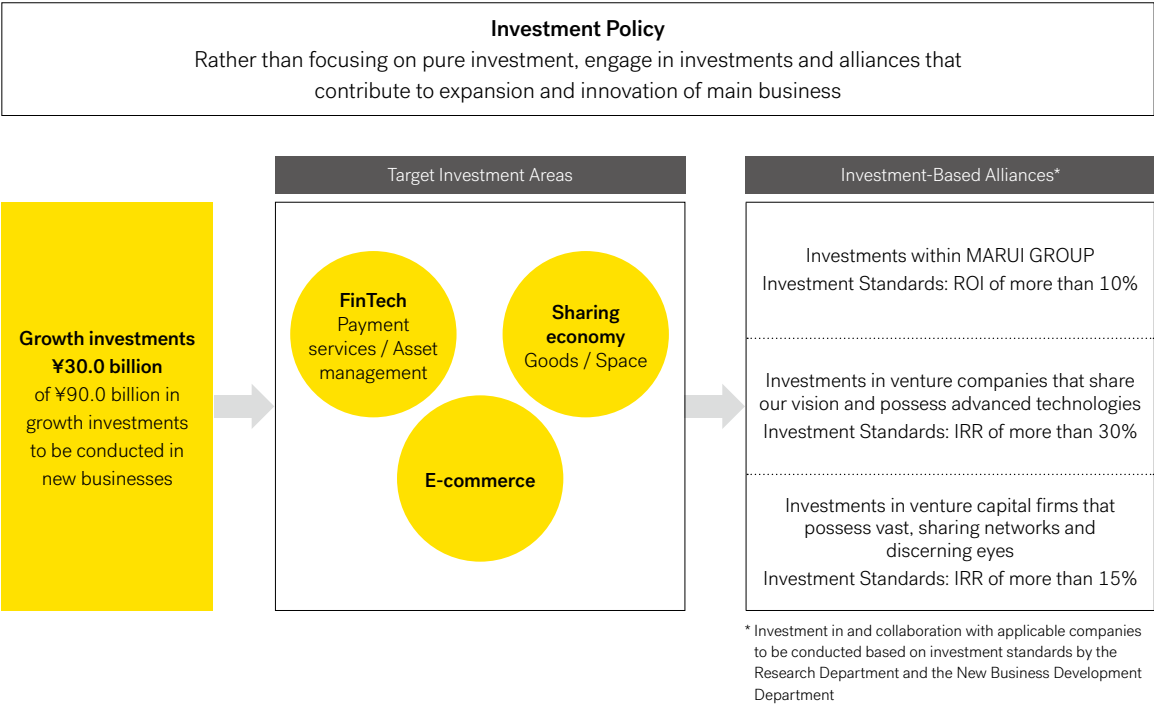 Investment Policy
Rather than focusing on pure investment, engage in investments and alliances that
contribute to expansion and innovation of main business
Growth investments
¥30.0 billion
of ¥90.0 billion in
growth investments
to be conducted in
new businesses
Target Investment Areas
FinTech
Payment
services / Asset
management
Sharing
economy
Goods / Space
E-commerce
Investment-Based Alliances*
Investments within MARUI GROUP
Investment Standards: ROI of more than 10%
Investments in venture companies that share
our vision and possess advanced technologies
Investment Standards: IRR of more than 30%
Investments in venture capital firms that
possess vast, sharing networks and
discerning eyes
Investment Standards: IRR of more than 15%
* Investment in and collaboration with applicable companies
to be conducted based on investment standards by the
Research Department and the New Business Development
Department